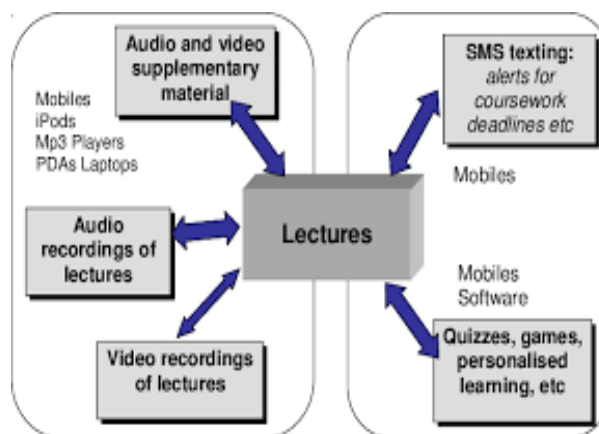 Audio and video
supplementary
material
Mobiles
iPods
Mp3 Players
PDAs Laptops
Audio
recordings of
lectures
Video recordings
of lectures
Lectures
SMS texting:
alerts for
coursework
deadlines etc
Mobiles
Mobiles
Software
Quizzes, games,
personalised
learning, etc